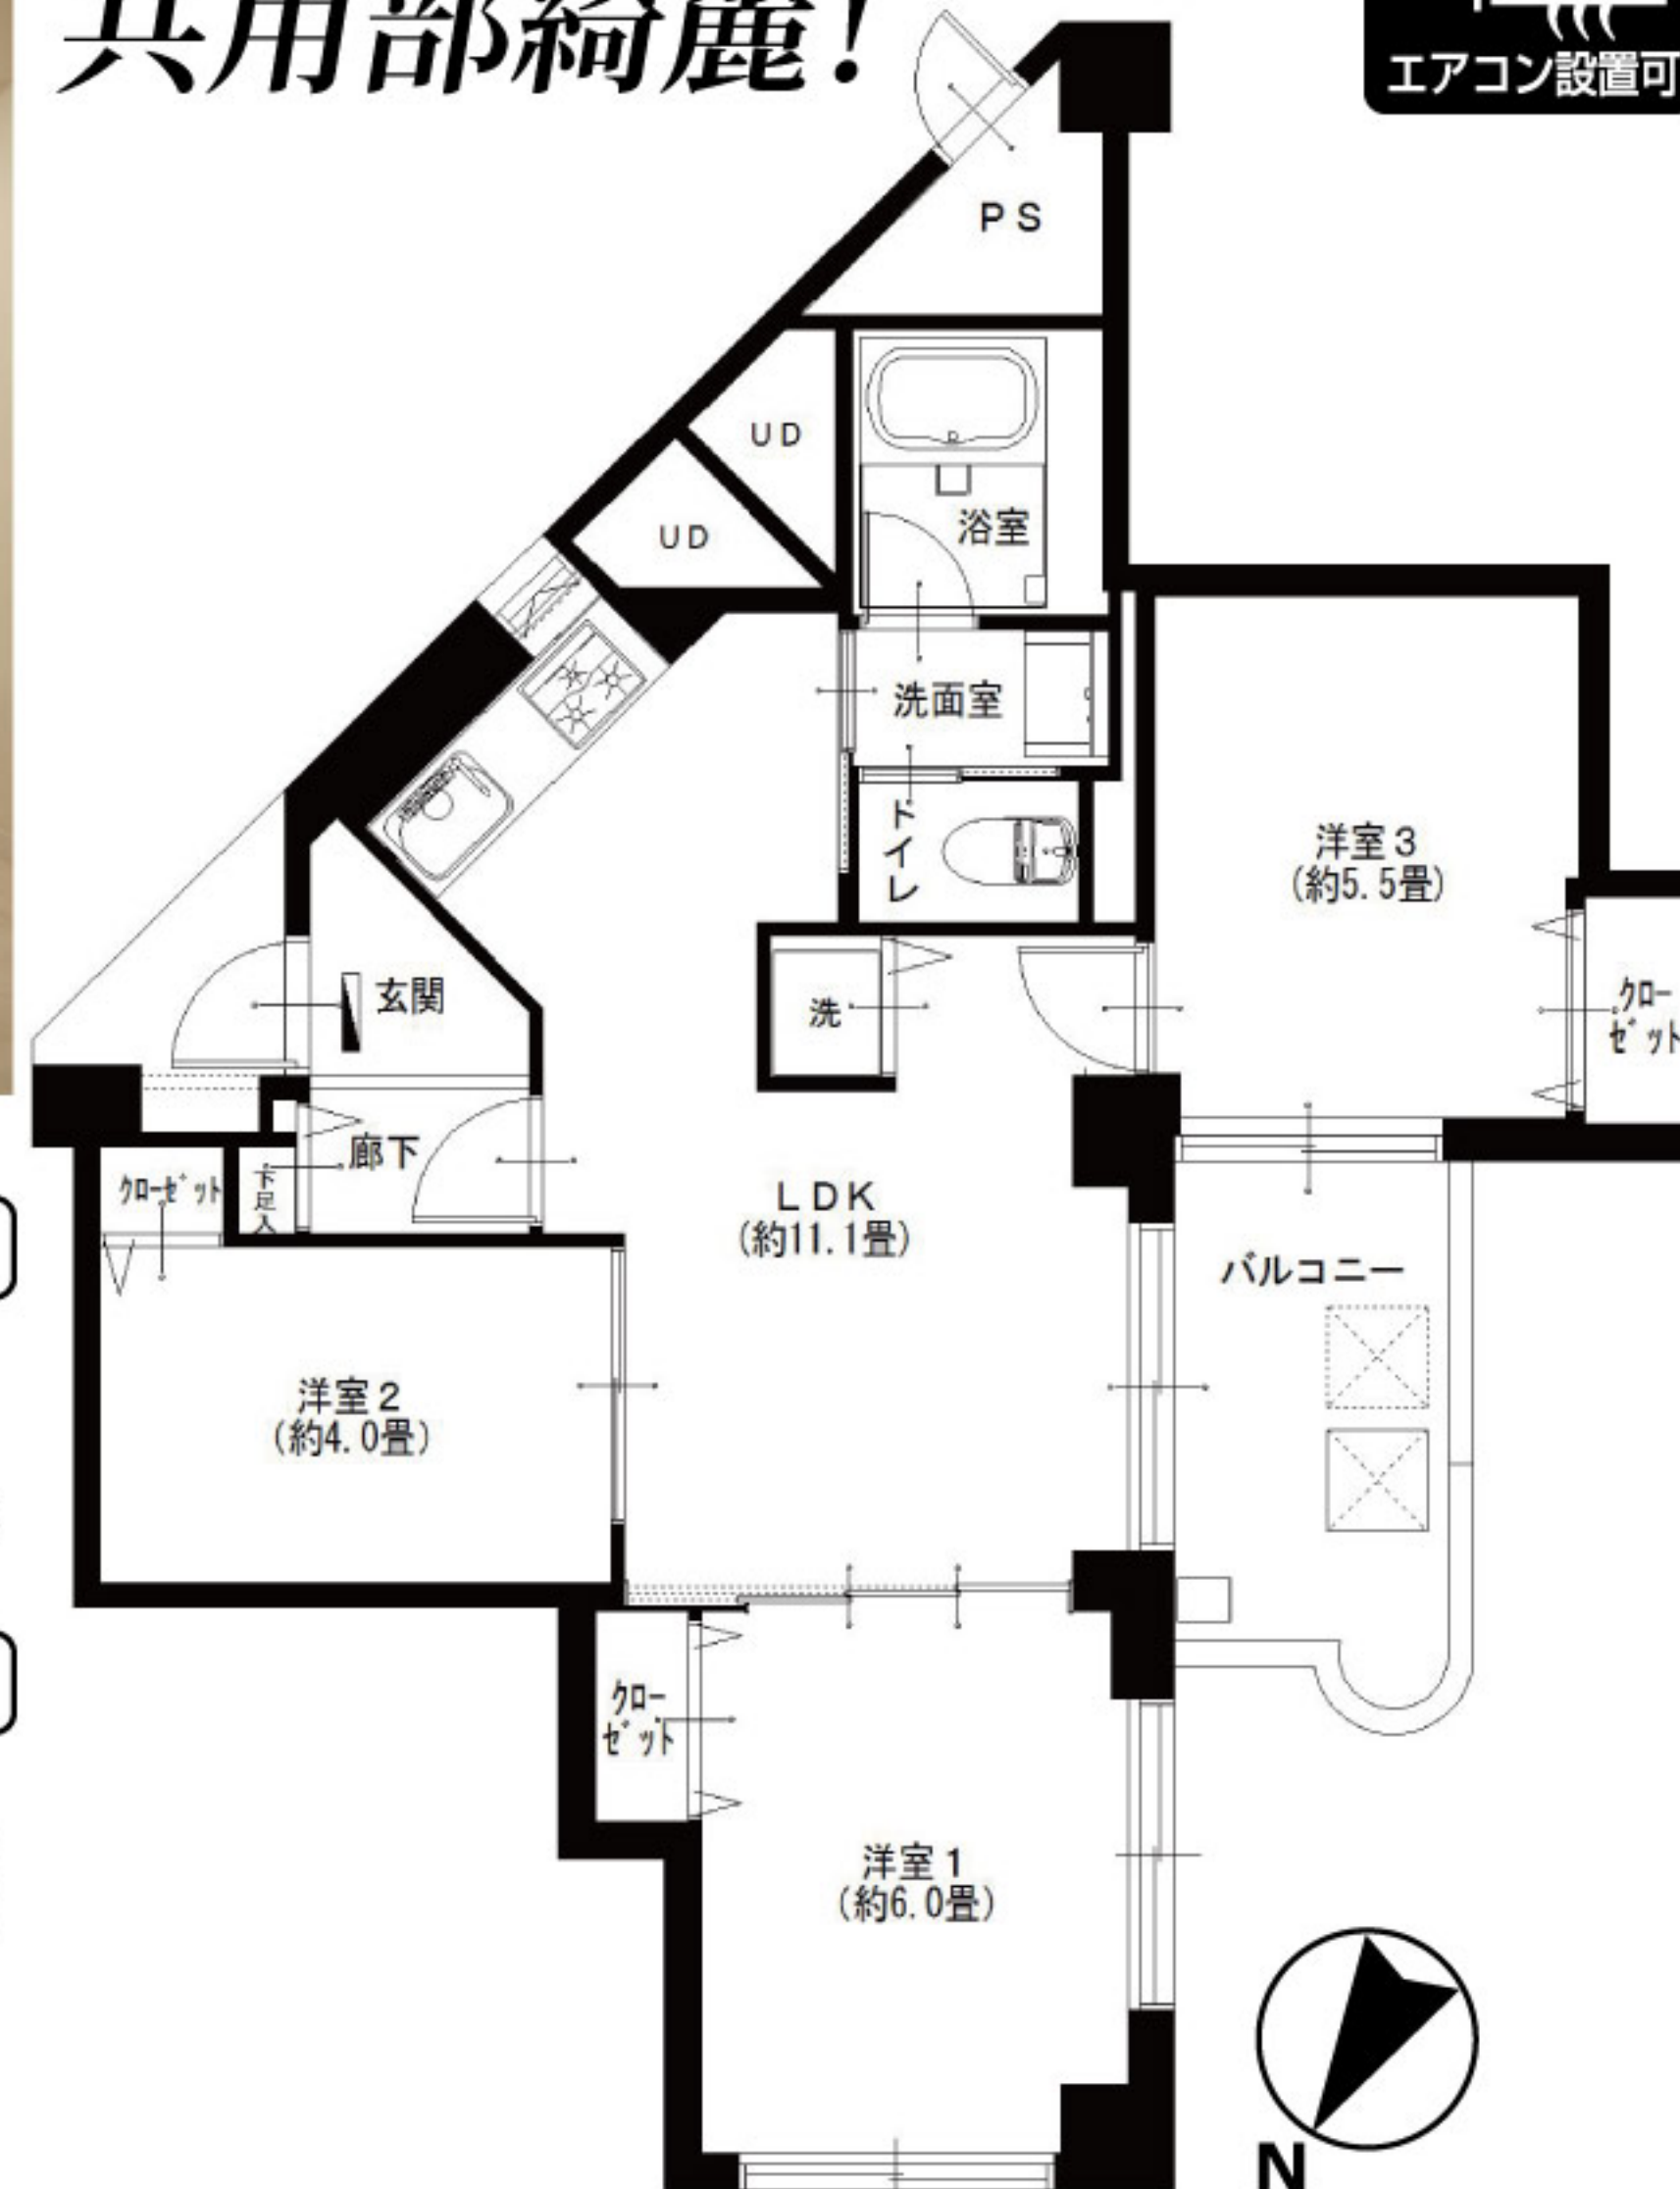 共用部綺麗!
エアコン設置可
PS
UD
UD
浴室
洗面室
トイレ
洋室3
(約5.5畳)
クロー
ゼット
玄関
洗
廊下
クローゼット
下足入
LDK
(約11.1畳)
バルコニー
洋室2
(約4.0畳)
クロー
ゼット
洋室1
(約6.0畳)
N